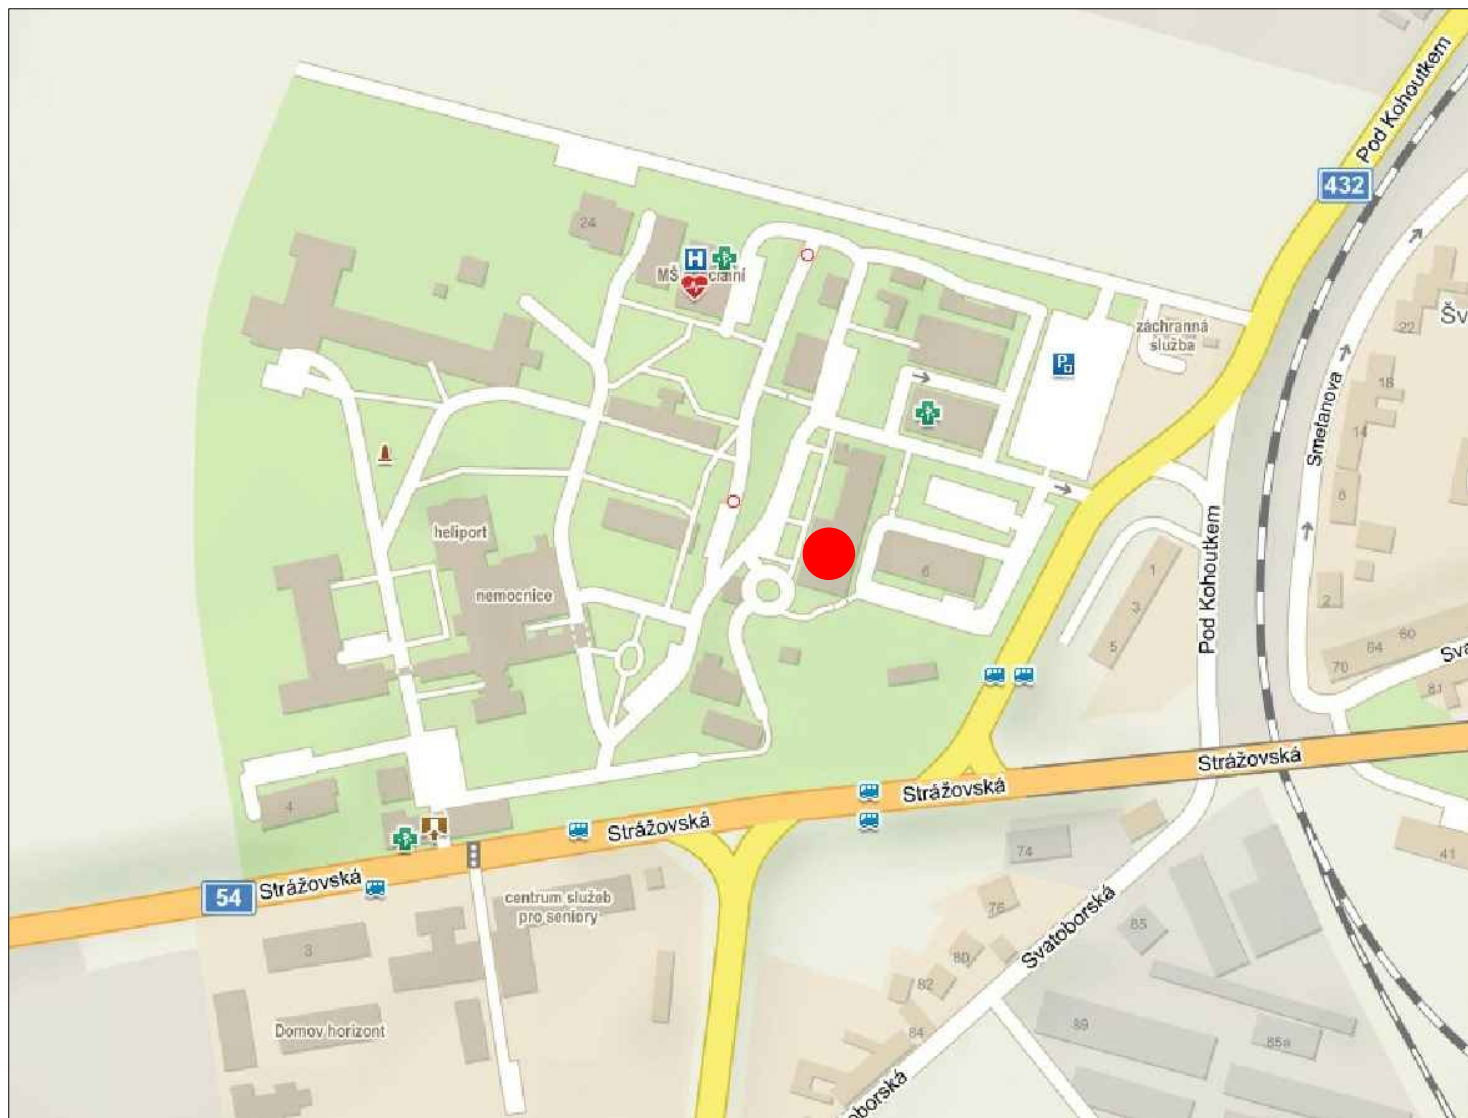 Pod Kohoutkem
432
24
H
MŠ
záchranná
služba
22
P
18
Smetanova
14
8
heliport
nemocnice
6
1
3
5
2
Pod Kohoutkem
60
64
70
81
Strážovská
Strážovská
Strážovská
4
54
Strážovská
74
41
centrum služeb
pro seniory
76
Svatoborská
85
3
80
82
Domov horizont
84
89
85a